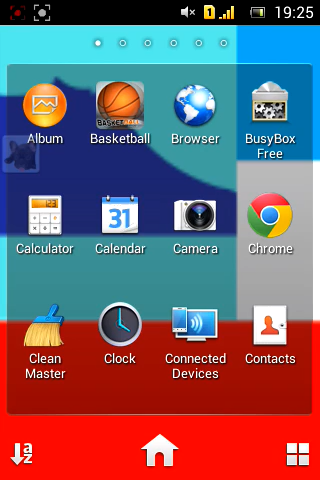 1 19:25
Album Basketball Browser BusyBox Free
BASKETBALL
Calculator Calendar Camera Chrome
31
Clean Master Clock Connected Devices Contacts
a
z